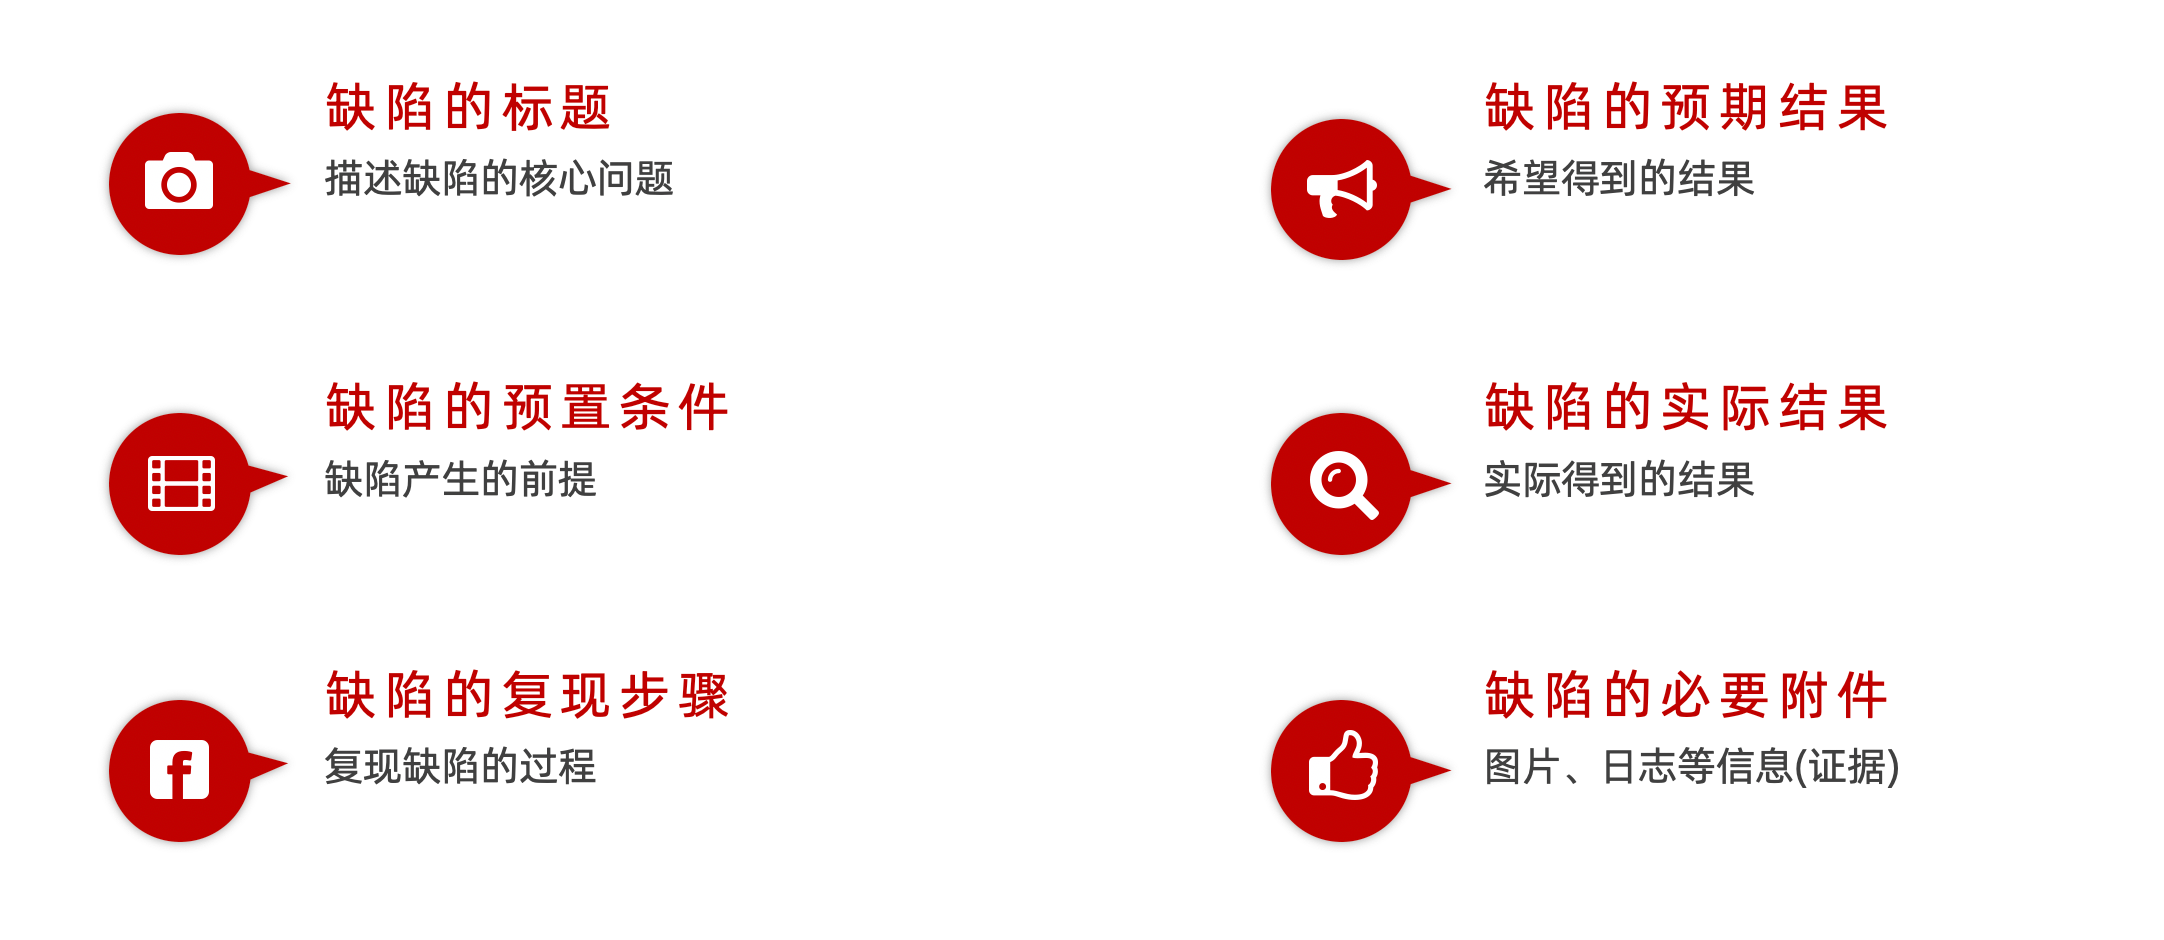 缺陷的标题
描述缺陷的核心问题
缺陷的预置条件
缺陷产生的前提
缺陷的复现步骤
复现缺陷的过程
缺陷的预期结果
希望得到的结果
缺陷的实际结果
实际得到的结果
缺陷的必要附件
图片、日志等信息(证据)